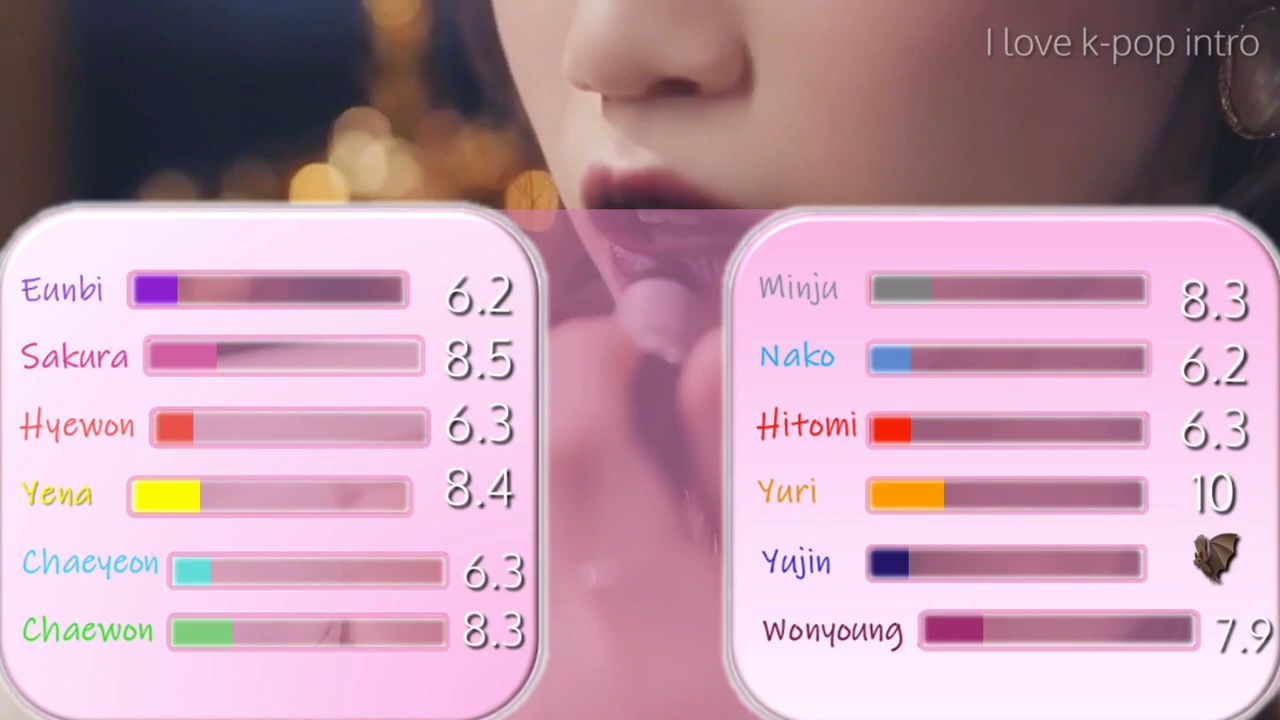 I love k-pop intro
Eunbi 6.2
Sakura 8.5
Hyewon 6.3
Yena 8.4
Chaeyeon 6.3
Chaewon 8.3
Minju 8.3
Nako 6.2
Hitomi 6.3
Yuri 10
Yujin
Wonyoung 7.9